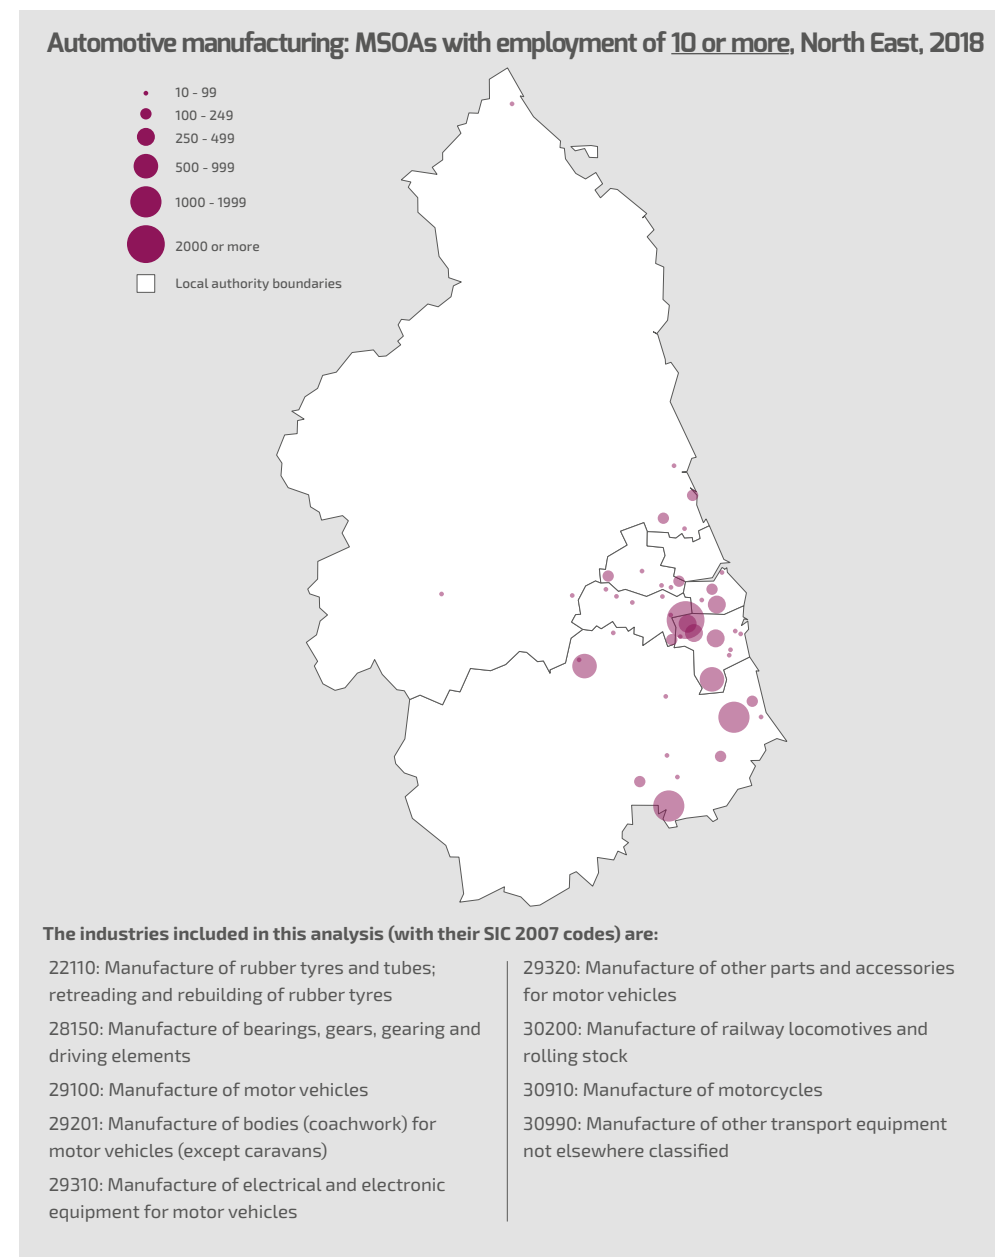 Automotive manufacturing: MSOAs with employment of 10 or more, North East, 2018
10 - 99
100 - 249
250 - 499
500 - 999
1000 - 1999
2000 or more
Local authority boundaries
The industries included in this analysis (with their SIC 2007 codes) are:
22110: Manufacture of rubber tyres and tubes;
retreading and rebuilding of rubber tyres
28150: Manufacture of bearings, gears, gearing and
driving elements
29100: Manufacture of motor vehicles
29201: Manufacture of bodies (coachwork) for
motor vehicles (except caravans)
29310: Manufacture of electrical and electronic
equipment for motor vehicles
29320: Manufacture of other parts and accessories
for motor vehicles
30200: Manufacture of railway locomotives and
rolling stock
30910: Manufacture of motorcycles
30990: Manufacture of other transport equipment
not elsewhere classified